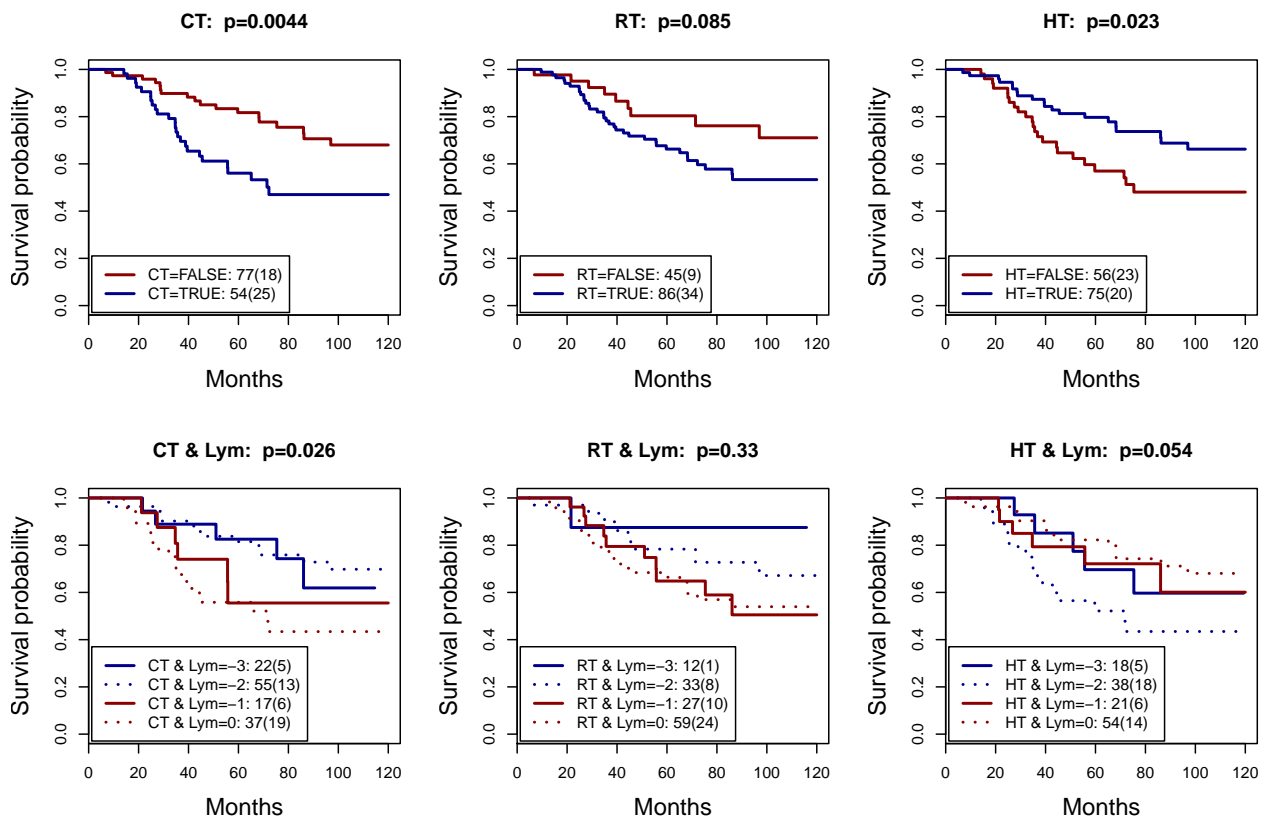 CT:  p=0.0044
Survival probability
0.0 0.2 0.4 0.6 0.8 1.0
CT=FALSE: 77(18)
CT=TRUE: 54(25)
0 20 40 60 80 100 120
Months
RT:  p=0.085
Survival probability
0.0 0.2 0.4 0.6 0.8 1.0
RT=FALSE: 45(9)
RT=TRUE: 86(34)
0 20 40 60 80 100 120
Months
HT:  p=0.023
Survival probability
0.0 0.2 0.4 0.6 0.8 1.0
HT=FALSE: 56(23)
HT=TRUE: 75(20)
0 20 40 60 80 100 120
Months
CT & Lym:  p=0.026
Survival probability
0.0 0.2 0.4 0.6 0.8 1.0
CT & Lym=−3: 22(5)
CT & Lym=−2: 55(13)
CT & Lym=−1: 17(6)
CT & Lym=0: 37(19)
0 20 40 60 80 100 120
Months
RT & Lym:  p=0.33
Survival probability
0.0 0.2 0.4 0.6 0.8 1.0
RT & Lym=−3: 12(1)
RT & Lym=−2: 33(8)
RT & Lym=−1: 27(10)
RT & Lym=0: 59(24)
0 20 40 60 80 100 120
Months
HT & Lym:  p=0.054
Survival probability
0.0 0.2 0.4 0.6 0.8 1.0
HT & Lym=−3: 18(5)
HT & Lym=−2: 38(18)
HT & Lym=−1: 21(6)
HT & Lym=0: 54(14)
0 20 40 60 80 100 120
Months